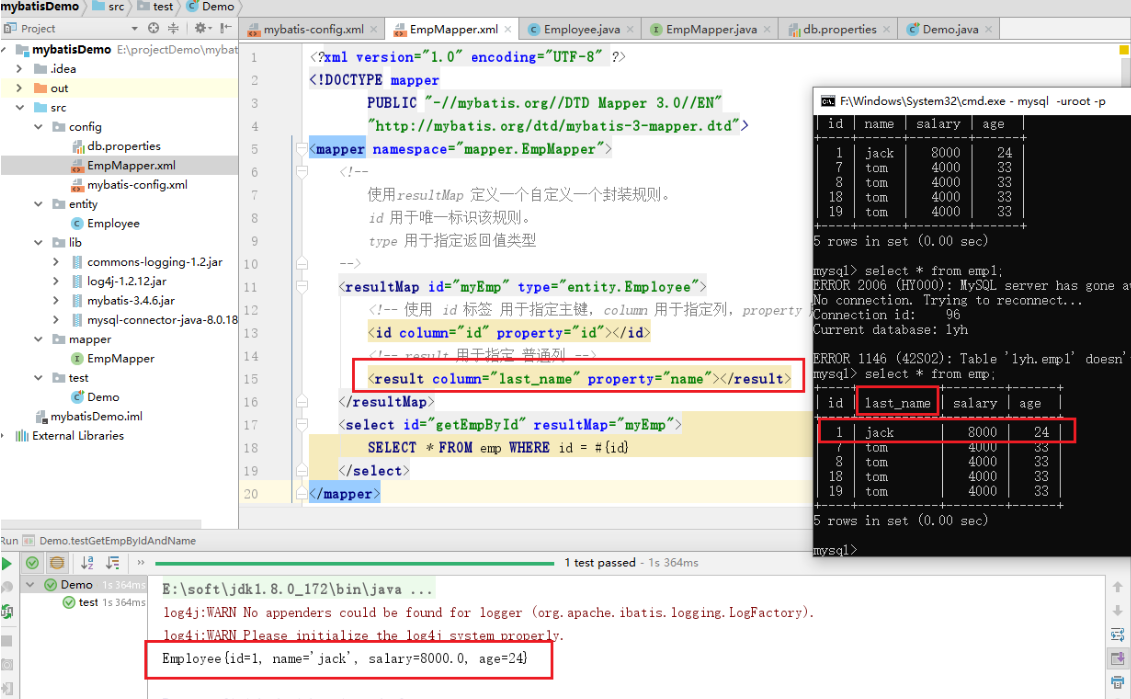 mybatisDemo
src
test
Demo
Project
mybatis-config.xml
EmpMapper.xml
Employee.java
EmpMapper.java
db.properties
Demo.java
mybatisDemo E:\projectDemo\mybat
.idea
out
src
config
db.properties
EmpMapper.xml
mybatis-config.xml
entity
Employee
lib
commons-logging-1.2.jar
log4j-1.2.12.jar
mybatis-3.4.6.jar
mysql-connector-java-8.0.18
mapper
EmpMapper
test
Demo
mybatisDemo.iml
External Libraries
1 <?xml version="1.0" encoding="UTF-8" ?>
2 <!DOCTYPE mapper
3 PUBLIC "-//mybatis.org//DTD Mapper 3.0//EN"
4 "http://mybatis.org/dtd/mybatis-3-mapper.dtd">
5 <mapper namespace="mapper.EmpMapper">
6 <!--
7 使用resultMap 定义一个自定义一个封装规则。
8 id 用于唯一标识该规则。
9 type 用于指定返回值类型
10 -->
11 <resultMap id="myEmp" type="entity.Employee">
12 <!-- 使用 id 标签 用于指定主键, column 用于指定列, property
13 <id column="id" property="id"></id>
14 <!-- result 用于指定 普通列 -->
15 <result column="last_name" property="name"></result>
16 </resultMap>
17 <select id="getEmpById" resultMap="myEmp">
18 SELECT * FROM emp WHERE id = #{id}
19 </select>
20 </mapper>
F:\Windows\System32\cmd.exe - mysql -uroot -p
| id | name | salary | age |
| 1 | jack | 8000 | 24 |
| 7 | tom | 4000 | 33 |
| 8 | tom | 4000 | 33 |
| 18 | tom | 4000 | 33 |
| 19 | tom | 4000 | 33 |
5 rows in set (0.00 sec)
mysql> select * from emp1;
ERROR 2006 (HY000): MySQL server has gone a
No connection. Trying to reconnect...
Connection id: 96
Current database: lyh
ERROR 1146 (42S02): Table 'lyh.emp1' doesn'
mysql> select * from emp;
| id | last_name | salary | age |
| 1 | jack | 8000 | 24 |
| 7 | tom | 4000 | 33 |
| 8 | tom | 4000 | 33 |
| 18 | tom | 4000 | 33 |
| 19 | tom | 4000 | 33 |
5 rows in set (0.00 sec)
mysql>
Run Demo.testGetEmpByIdAndName
1 test passed - 1s 364ms
Demo 1s 364ms
test 1s 364ms
E:\soft\jdk1.8.0_172\bin\java ...
log4j:WARN No appenders could be found for logger (org.apache.ibatis.logging.LogFactory).
log4j:WARN Please initialize the log4j system properly.
Employee{id=1, name='jack', salary=8000.0, age=24}